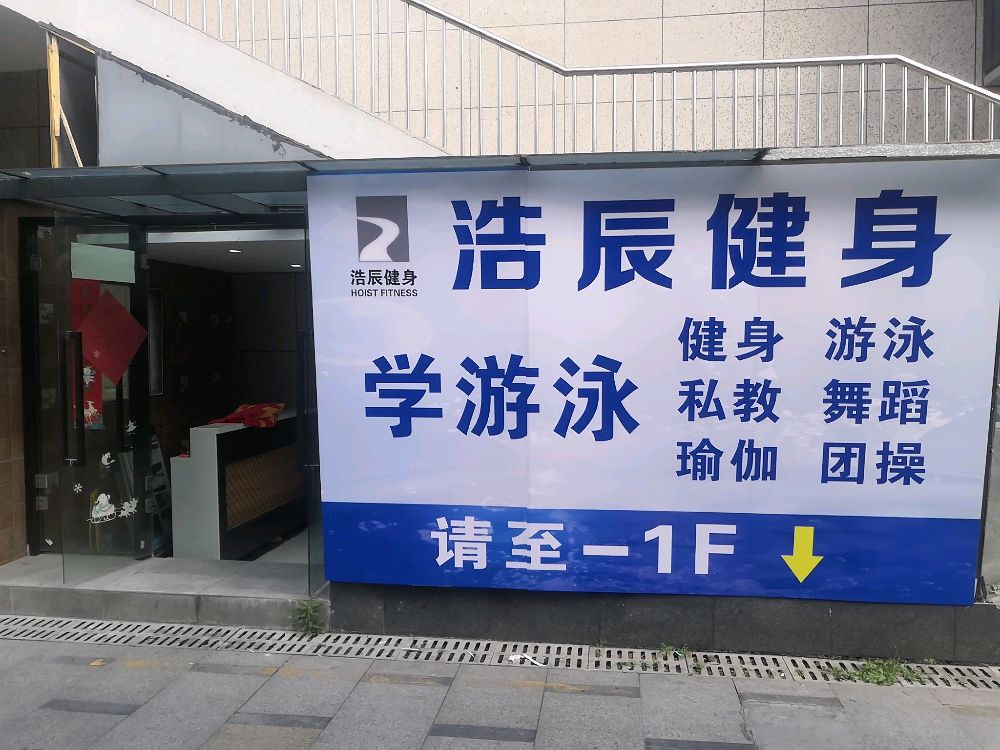 浩辰健身
HOIST FITNESS
浩辰健身
学游泳
健身 游泳
私教 舞蹈
瑜伽 团操
请至-1F